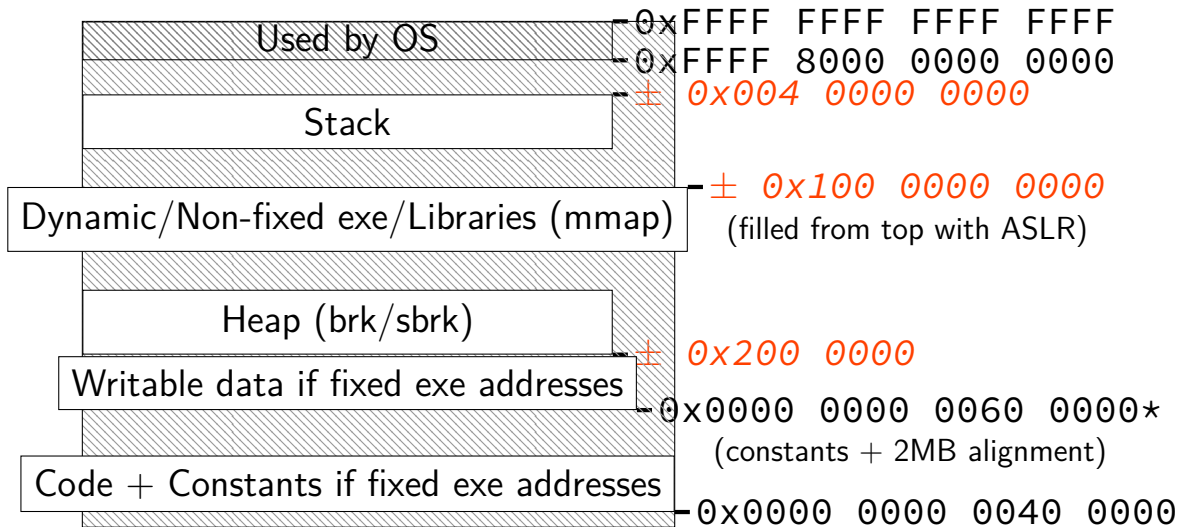 0xFFFF FFFF FFFF FFFF
Used by OS
0xFFFF 8000 0000 0000
± 0x004 0000 0000
Stack
± 0x100 0000 0000
Dynamic/Non-fixed exe/Libraries (mmap)
(filled from top with ASLR)
Heap (brk/sbrk)
± 0x200 0000
Writable data if fixed exe addresses
0x0000 0000 0060 0000*
(constants + 2MB alignment)
Code + Constants if fixed exe addresses
0x0000 0000 0040 0000